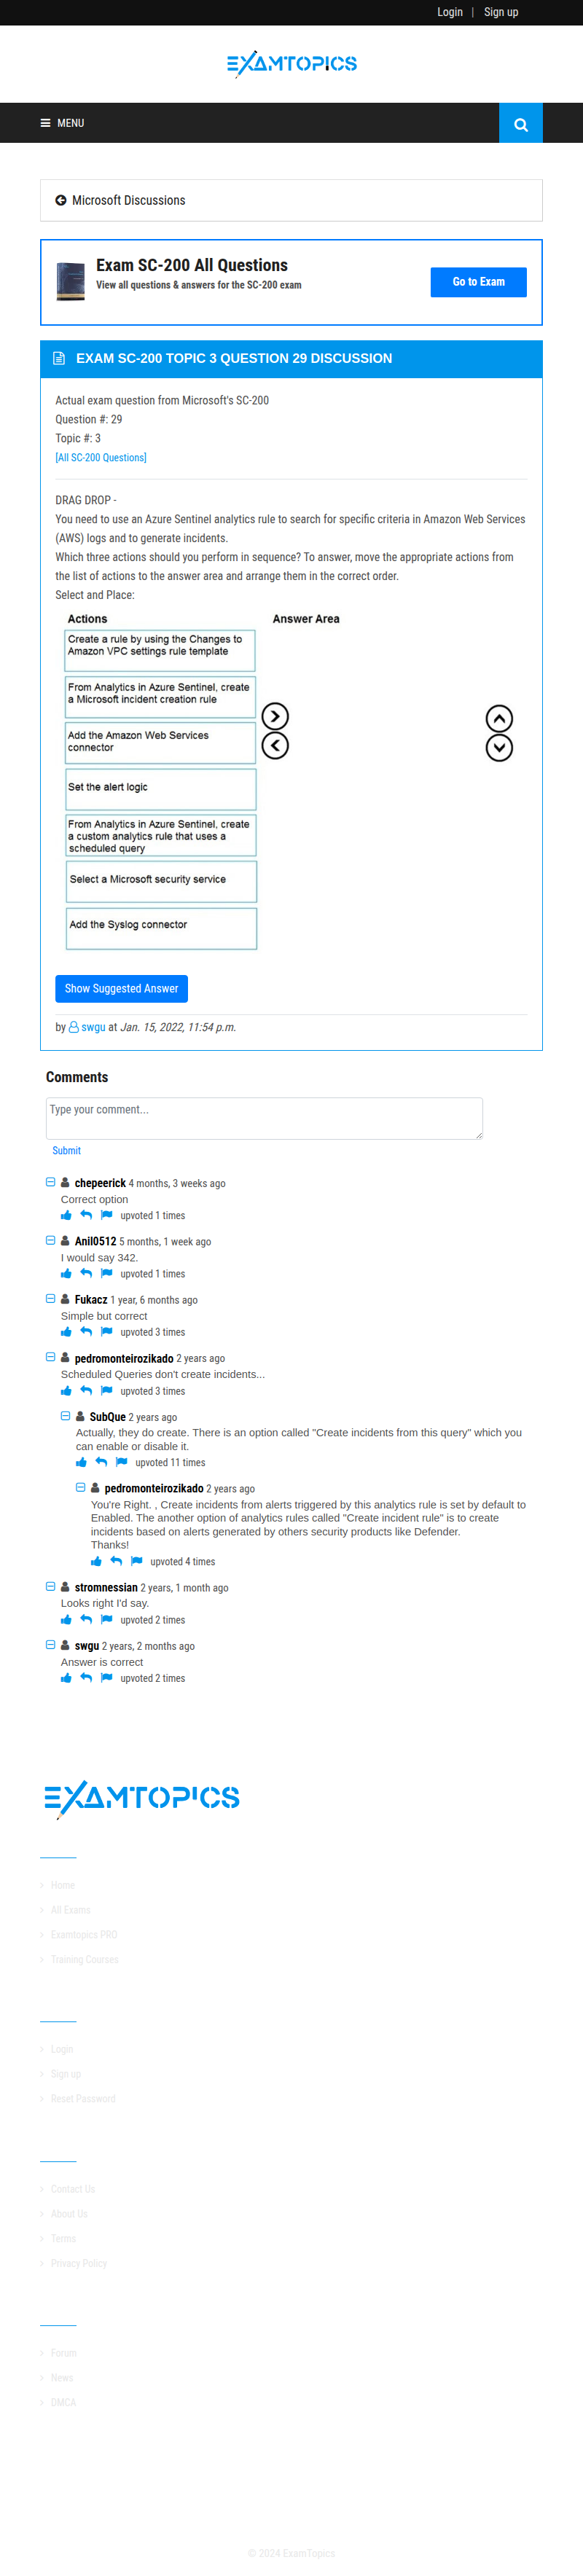 Login | Sign up
EXAMTOPICS
MENU
Microsoft Discussions
Exam SC-200 All Questions
View all questions & answers for the SC-200 exam
Go to Exam
EXAM SC-200 TOPIC 3 QUESTION 29 DISCUSSION
Actual exam question from Microsoft's SC-200
Question #: 29
Topic #: 3
[All SC-200 Questions]
DRAG DROP -
You need to use an Azure Sentinel analytics rule to search for specific criteria in Amazon Web Services
(AWS) logs and to generate incidents.
Which three actions should you perform in sequence? To answer, move the appropriate actions from
the list of actions to the answer area and arrange them in the correct order.
Select and Place:
Actions
Answer Area
Create a rule by using the Changes to
Amazon VPC settings rule template
From Analytics in Azure Sentinel, create
a Microsoft incident creation rule
Add the Amazon Web Services
connector
Set the alert logic
From Analytics in Azure Sentinel, create
a custom analytics rule that uses a
scheduled query
Select a Microsoft security service
Add the Syslog connector
Show Suggested Answer
by swgu at Jan. 15, 2022, 11:54 p.m.
Comments
Type your comment...
Submit
chepeerick 4 months, 3 weeks ago
Correct option
upvoted 1 times
Anil0512 5 months, 1 week ago
I would say 342.
upvoted 1 times
Fukacz 1 year, 6 months ago
Simple but correct
upvoted 3 times
pedromonteirozikado 2 years ago
Scheduled Queries don't create incidents...
upvoted 3 times
SubQue 2 years ago
Actually, they do create. There is an option called "Create incidents from this query" which you
can enable or disable it.
upvoted 11 times
pedromonteirozikado 2 years ago
You're Right. , Create incidents from alerts triggered by this analytics rule is set by default to
Enabled. The another option of analytics rules called "Create incident rule" is to create
incidents based on alerts generated by others security products like Defender.
Thanks!
upvoted 4 times
stromnessian 2 years, 1 month ago
Looks right I'd say.
upvoted 2 times
swgu 2 years, 2 months ago
Answer is correct
upvoted 2 times
EXAMTOPICS
Home
All Exams
Examtopics PRO
Training Courses
Login
Sign up
Reset Password
Contact Us
About Us
Terms
Privacy Policy
Forum
News
DMCA
© 2024 ExamTopics